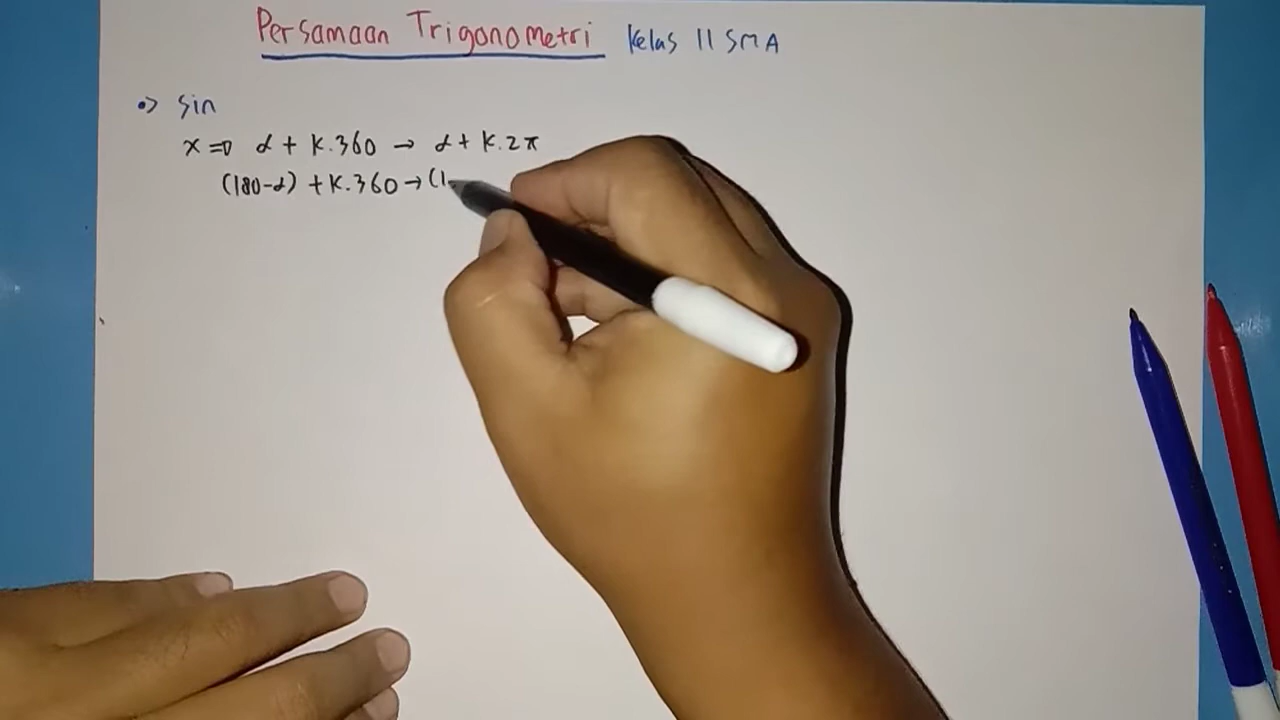 Persamaan Trigonometri Kelas 11 SMA
•> sin
x => α + K.360 → α + K.2π
(180-α) + K.360 → (1